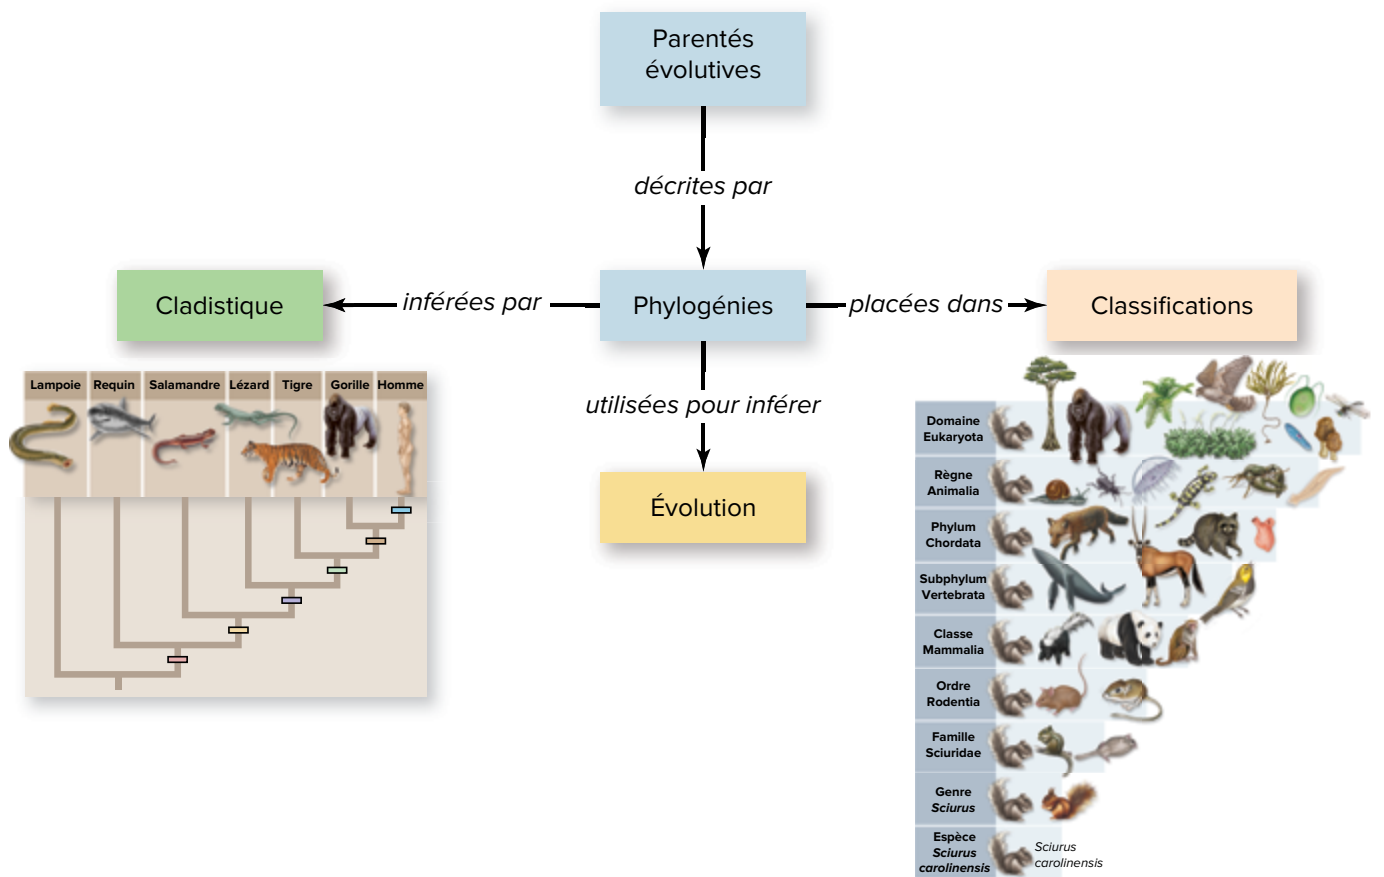 Parentés
évolutives
décrites par
Cladistique
inférées par
Phylogénies
placées dans
Classifications
utilisées pour inférer
Évolution
Lampoie
Requin
Salamandre
Lézard
Tigre
Gorille
Homme
Domaine
Eukaryota
Règne
Animalia
Phylum
Chordata
Subphylum
Vertebrata
Classe
Mammalia
Ordre
Rodentia
Famille
Sciuridae
Genre
Sciurus
Espèce
Sciurus
carolinensis
Sciurus
carolinensis